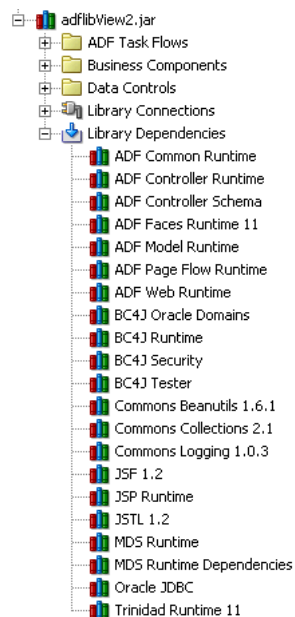 adflibView2.jar
ADF Task Flows
Business Components
Data Controls
Library Connections
Library Dependencies
ADF Common Runtime
ADF Controller Runtime
ADF Controller Schema
ADF Faces Runtime 11
ADF Model Runtime
ADF Page Flow Runtime
ADF Web Runtime
BC4J Oracle Domains
BC4J Runtime
BC4J Security
BC4J Tester
Commons Beanutils 1.6.1
Commons Collections 2.1
Commons Logging 1.0.3
JSF 1.2
JSP Runtime
JSTL 1.2
MDS Runtime
MDS Runtime Dependencies
Oracle JDBC
Trinidad Runtime 11